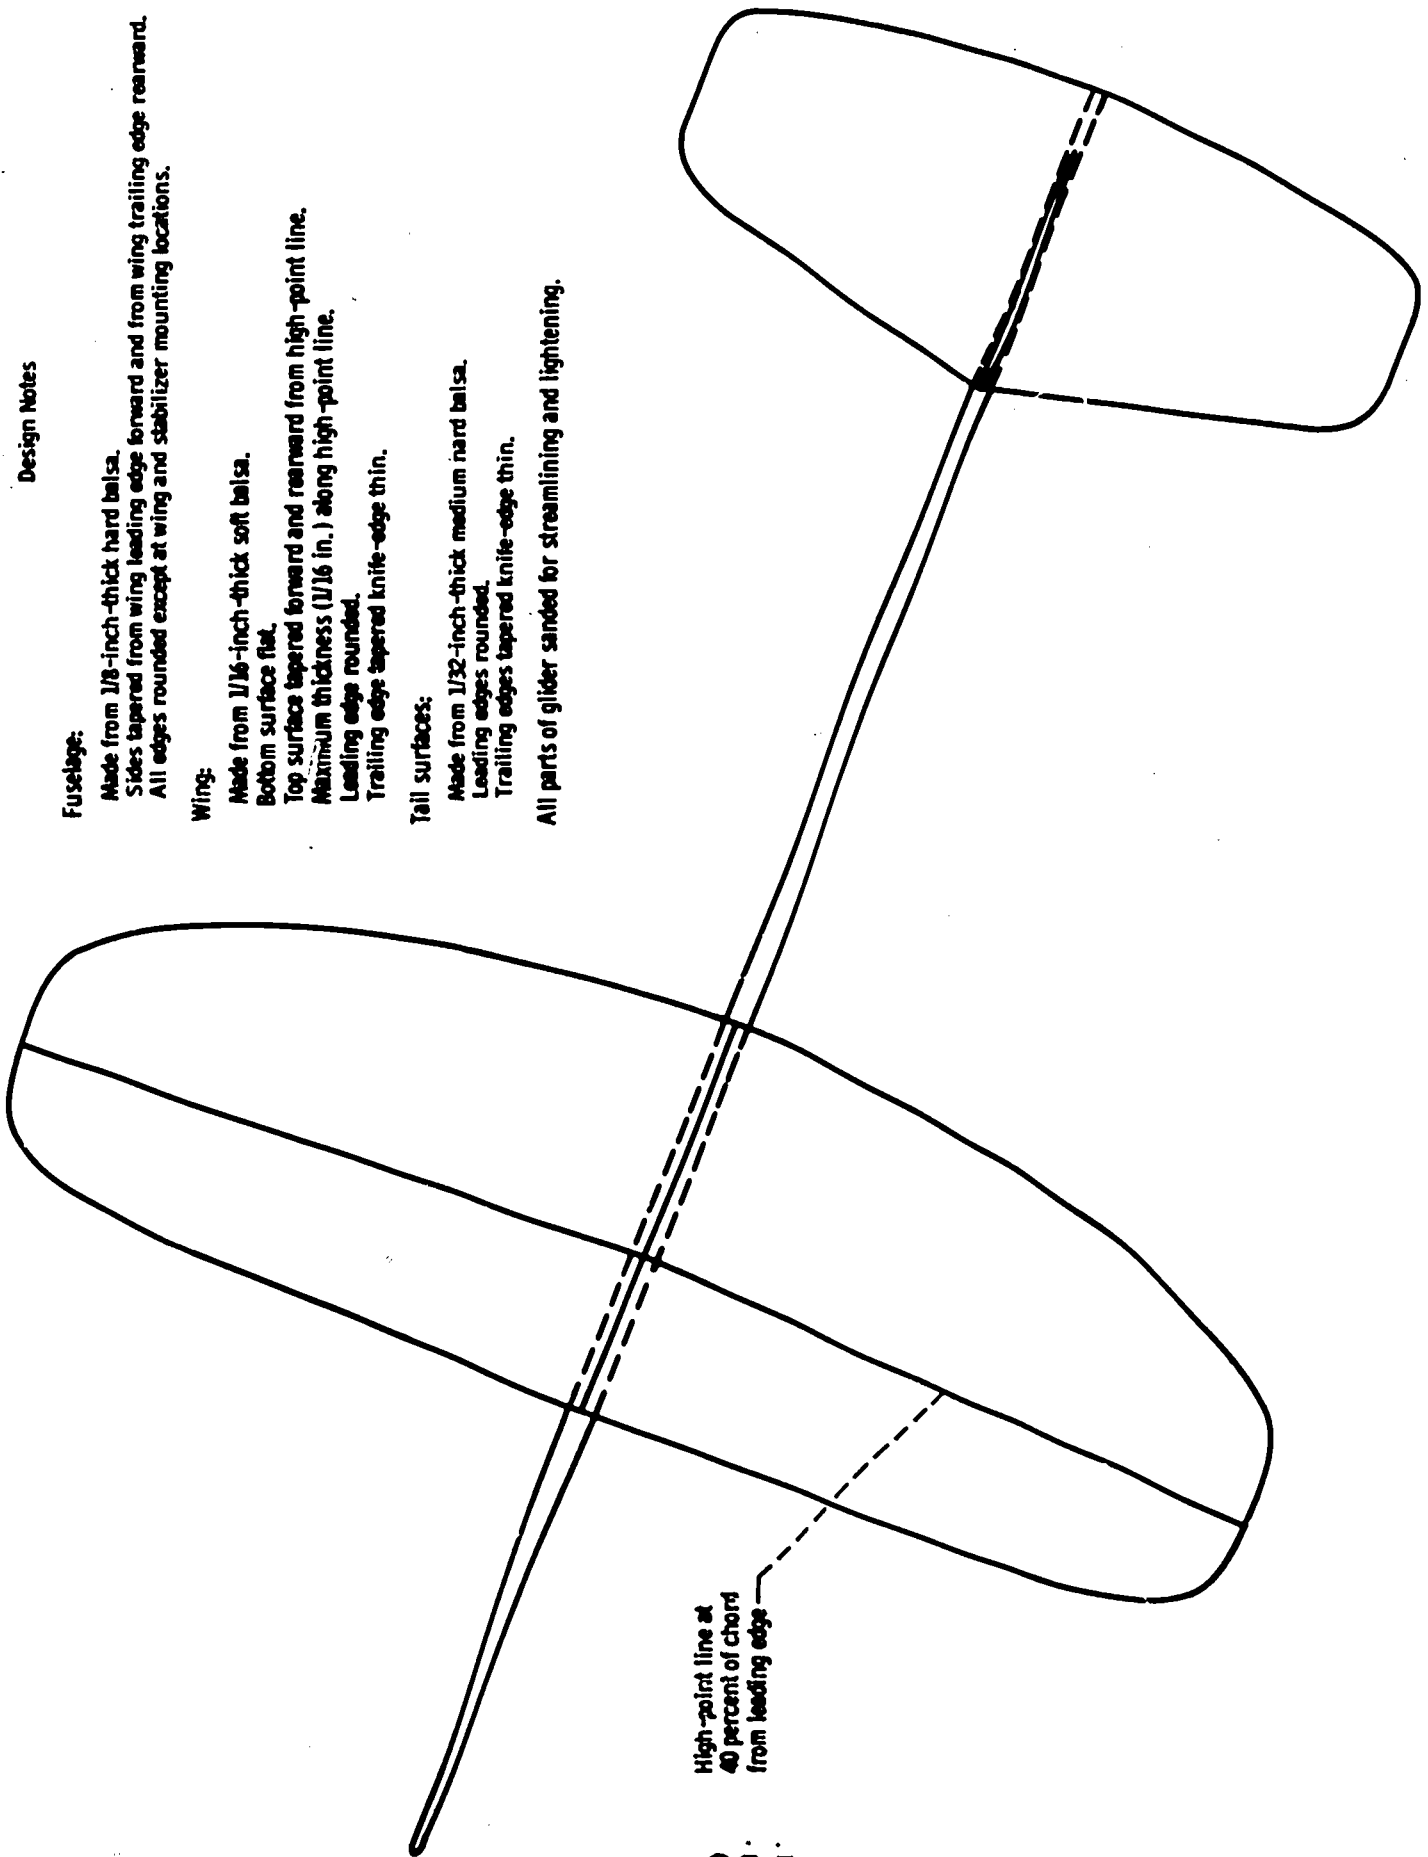 Design Notes
Fuselage:
Made from 1/8-inch-thick hard balsa.
Sides tapered from wing leading edge forward and from wing trailing edge rearward.
All edges rounded except at wing and stabilizer mounting locations.
Wing:
Made from 1/16-inch-thick soft balsa.
Bottom surface flat.
Top surface tapered forward and rearward from high-point line.
Maximum thickness (1/16 in.) along high-point line.
Leading edge rounded.
Trailing edge tapered knife-edge thin.
Tail surfaces:
Made from 1/32-inch-thick medium nard balsa.
Leading edges rounded.
Trailing edges tapered knife-edge thin.
All parts of glider sanded for streamlining and lightening.
High-point line at
40 percent of chord
from leading edge